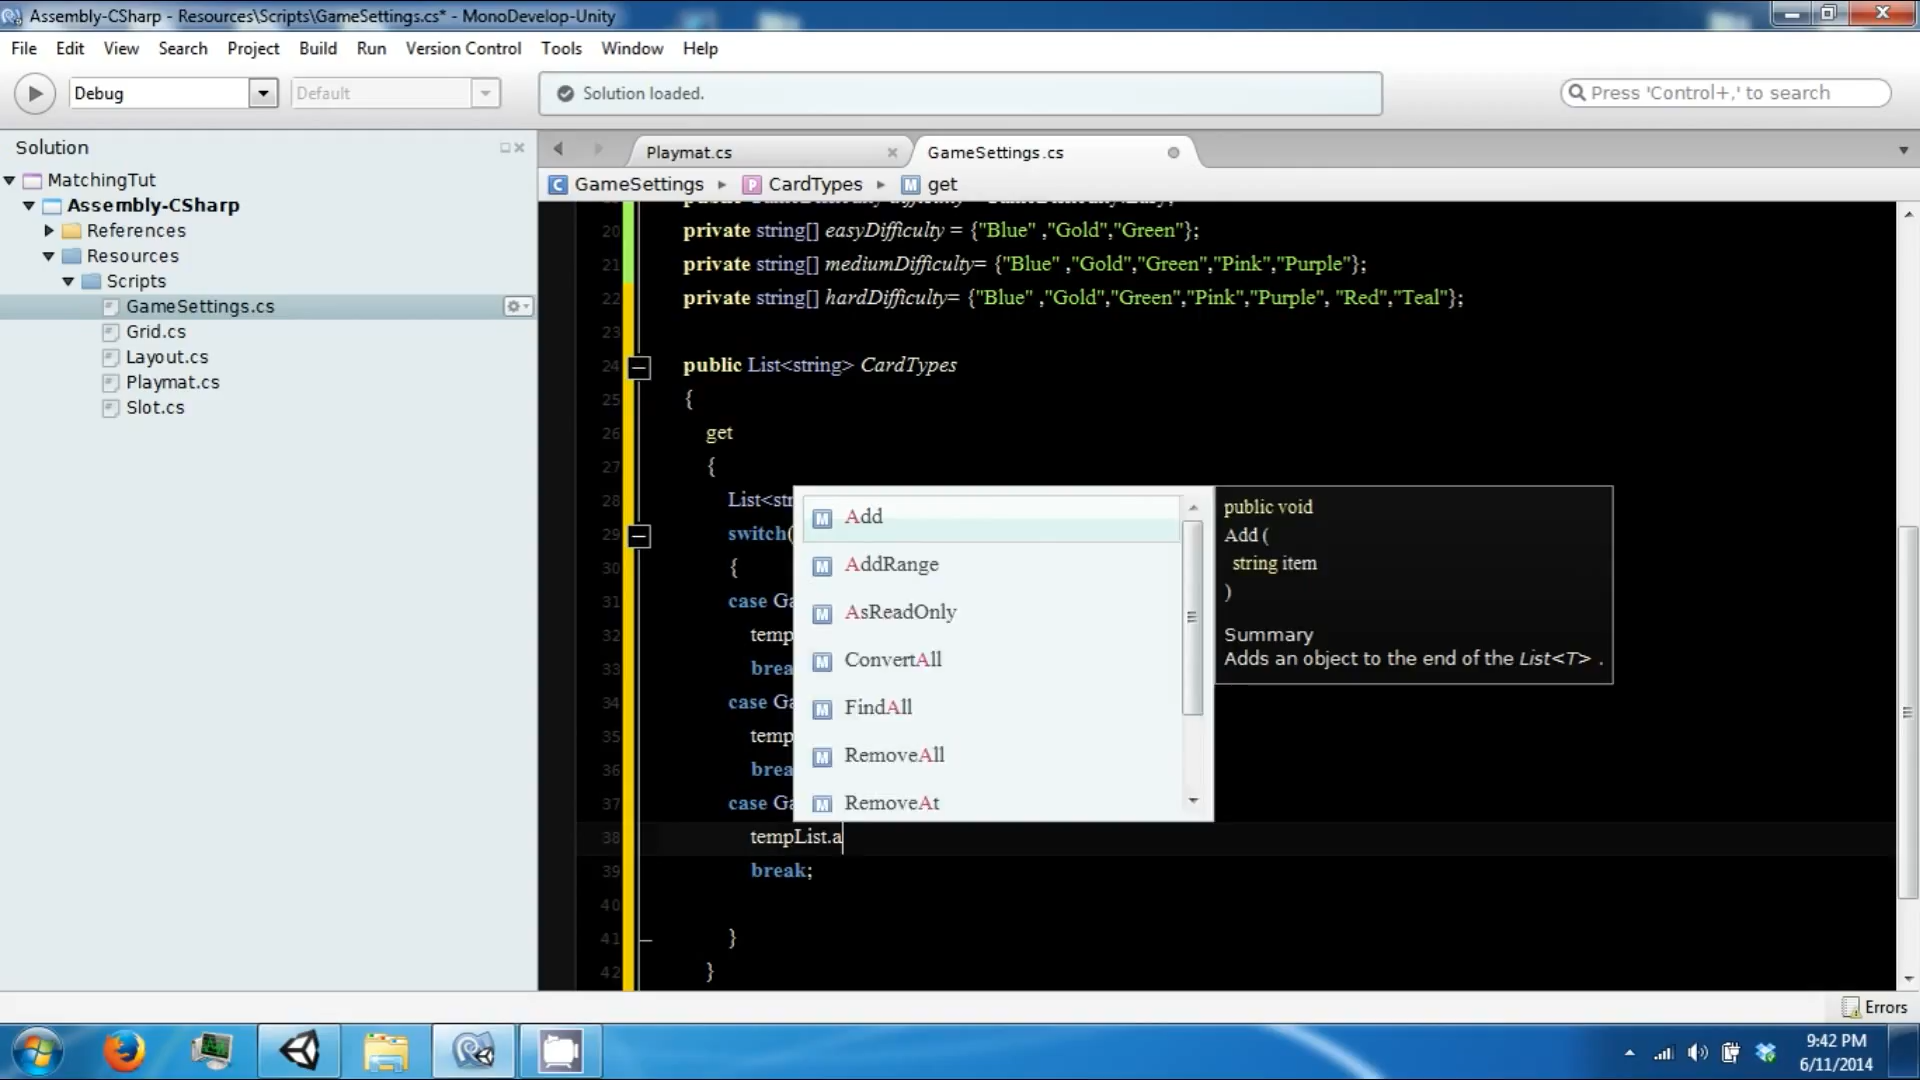 Assembly-CSharp - Resources\Scripts\GameSettings.cs* - MonoDevelop-Unity
File Edit View Search Project Build Run Version Control Tools Window Help
Debug Default Solution loaded. Press 'Control+,' to search
Solution
MatchingTut
Assembly-CSharp
References
Resources
Scripts
GameSettings.cs
Grid.cs
Layout.cs
Playmat.cs
Slot.cs
Playmat.cs GameSettings.cs
GameSettings CardTypes get
20 private string[] easyDifficulty = {"Blue" ,"Gold","Green"};
21 private string[] mediumDifficulty= {"Blue" ,"Gold","Green","Pink","Purple"};
22 private string[] hardDifficulty= {"Blue" ,"Gold","Green","Pink","Purple", "Red","Teal"};
23
24 public List<string> CardTypes
25 {
26 get
27 {
28 List<str
29 switch(
30 {
31 case Ga
32 temp
33 brea
34 case Ga
35 temp
36 brea
37 case Ga
38 tempList.a
39 break;
40
41 }
42 }
Add
AddRange
AsReadOnly
ConvertAll
FindAll
RemoveAll
RemoveAt
public void
Add (
string item
)
Summary
Adds an object to the end of the List<T> .
Errors
9:42 PM
6/11/2014